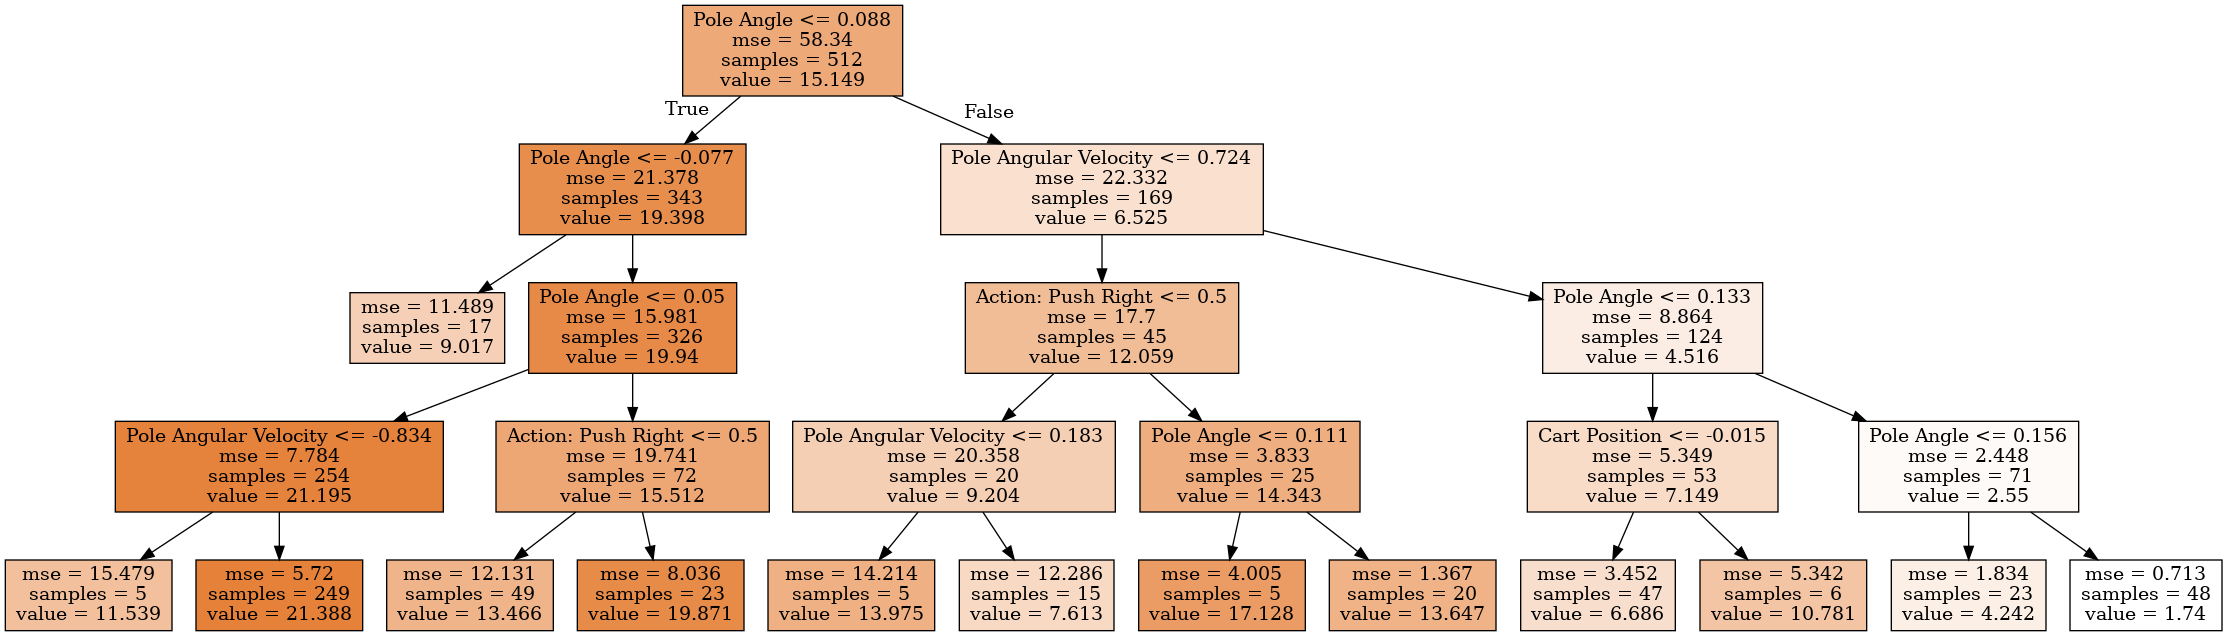 Pole Angle <= 0.088
mse = 58.34
samples = 512
value = 15.149
True
False
Pole Angle <= -0.077
mse = 21.378
samples = 343
value = 19.398
Pole Angular Velocity <= 0.724
mse = 22.332
samples = 169
value = 6.525
mse = 11.489
samples = 17
value = 9.017
Pole Angle <= 0.05
mse = 15.981
samples = 326
value = 19.94
Action: Push Right <= 0.5
mse = 17.7
samples = 45
value = 12.059
Pole Angle <= 0.133
mse = 8.864
samples = 124
value = 4.516
Pole Angular Velocity <= -0.834
mse = 7.784
samples = 254
value = 21.195
Action: Push Right <= 0.5
mse = 19.741
samples = 72
value = 15.512
Pole Angular Velocity <= 0.183
mse = 20.358
samples = 20
value = 9.204
Pole Angle <= 0.111
mse = 3.833
samples = 25
value = 14.343
Cart Position <= -0.015
mse = 5.349
samples = 53
value = 7.149
Pole Angle <= 0.156
mse = 2.448
samples = 71
value = 2.55
mse = 15.479
samples = 5
value = 11.539
mse = 5.72
samples = 249
value = 21.388
mse = 12.131
samples = 49
value = 13.466
mse = 8.036
samples = 23
value = 19.871
mse = 14.214
samples = 5
value = 13.975
mse = 12.286
samples = 15
value = 7.613
mse = 4.005
samples = 5
value = 17.128
mse = 1.367
samples = 20
value = 13.647
mse = 3.452
samples = 47
value = 6.686
mse = 5.342
samples = 6
value = 10.781
mse = 1.834
samples = 23
value = 4.242
mse = 0.713
samples = 48
value = 1.74